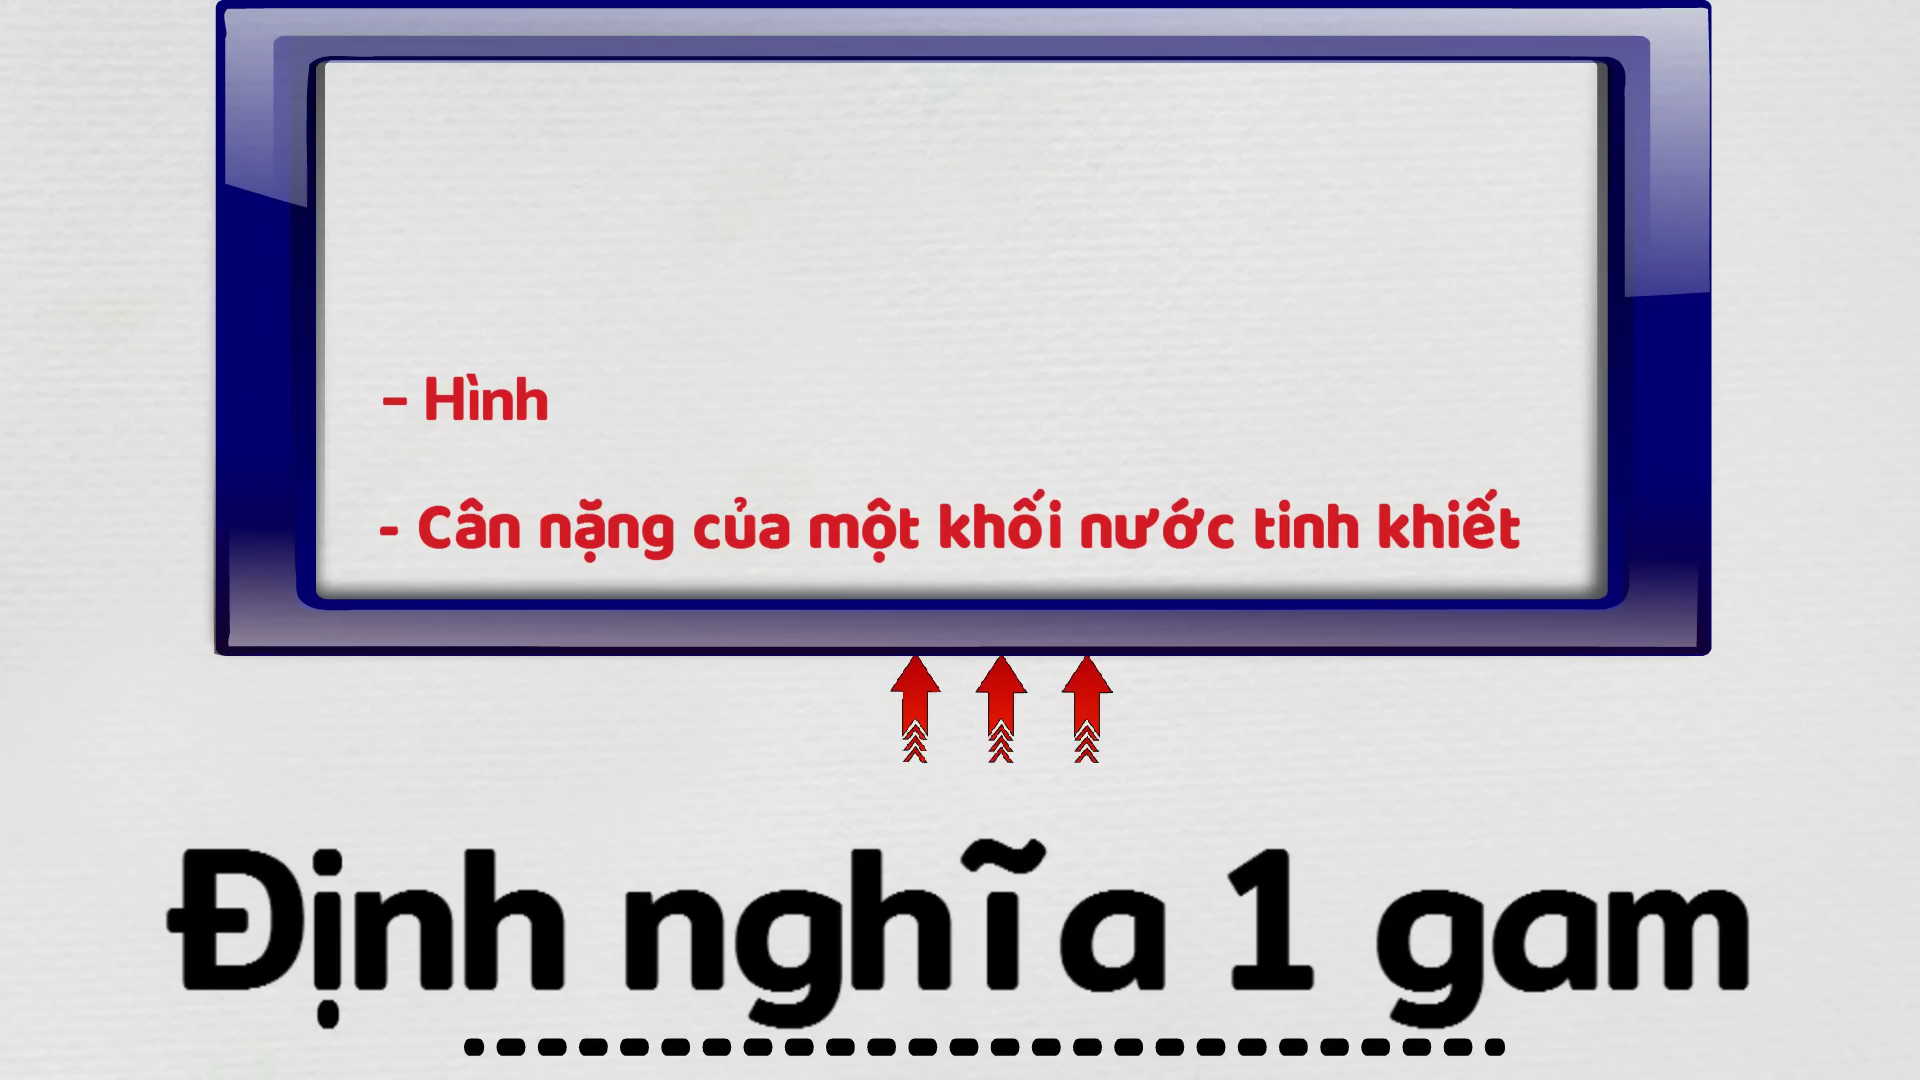 - Hình
- Cân nặng của một khối nước tinh khiết
Định nghĩa 1 gam